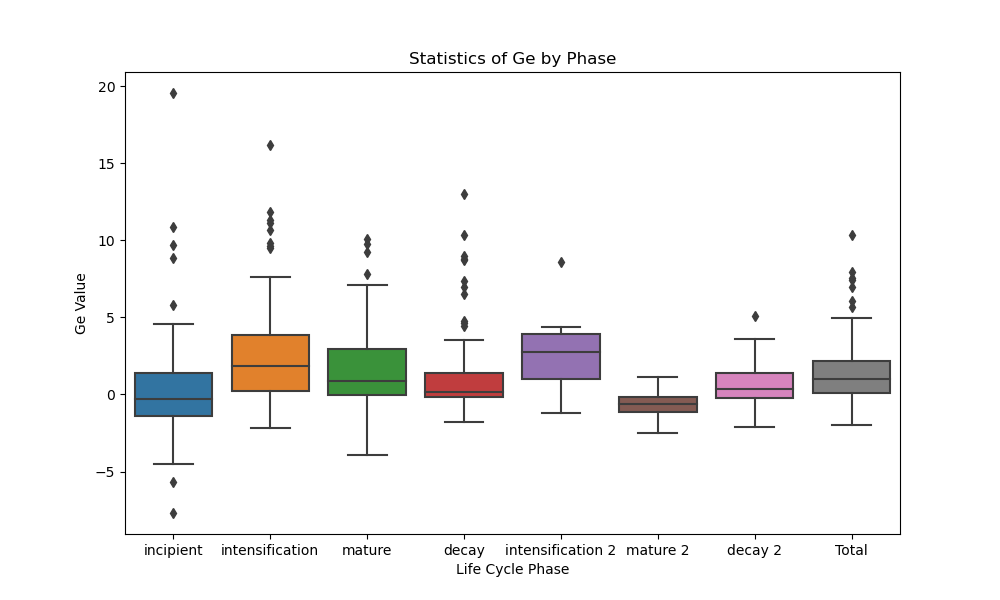 Statistics of Ge by Phase
20
15
10
5
0
−5
Ge Value
incipient intensification mature decay intensification 2 mature 2 decay 2 Total
Life Cycle Phase